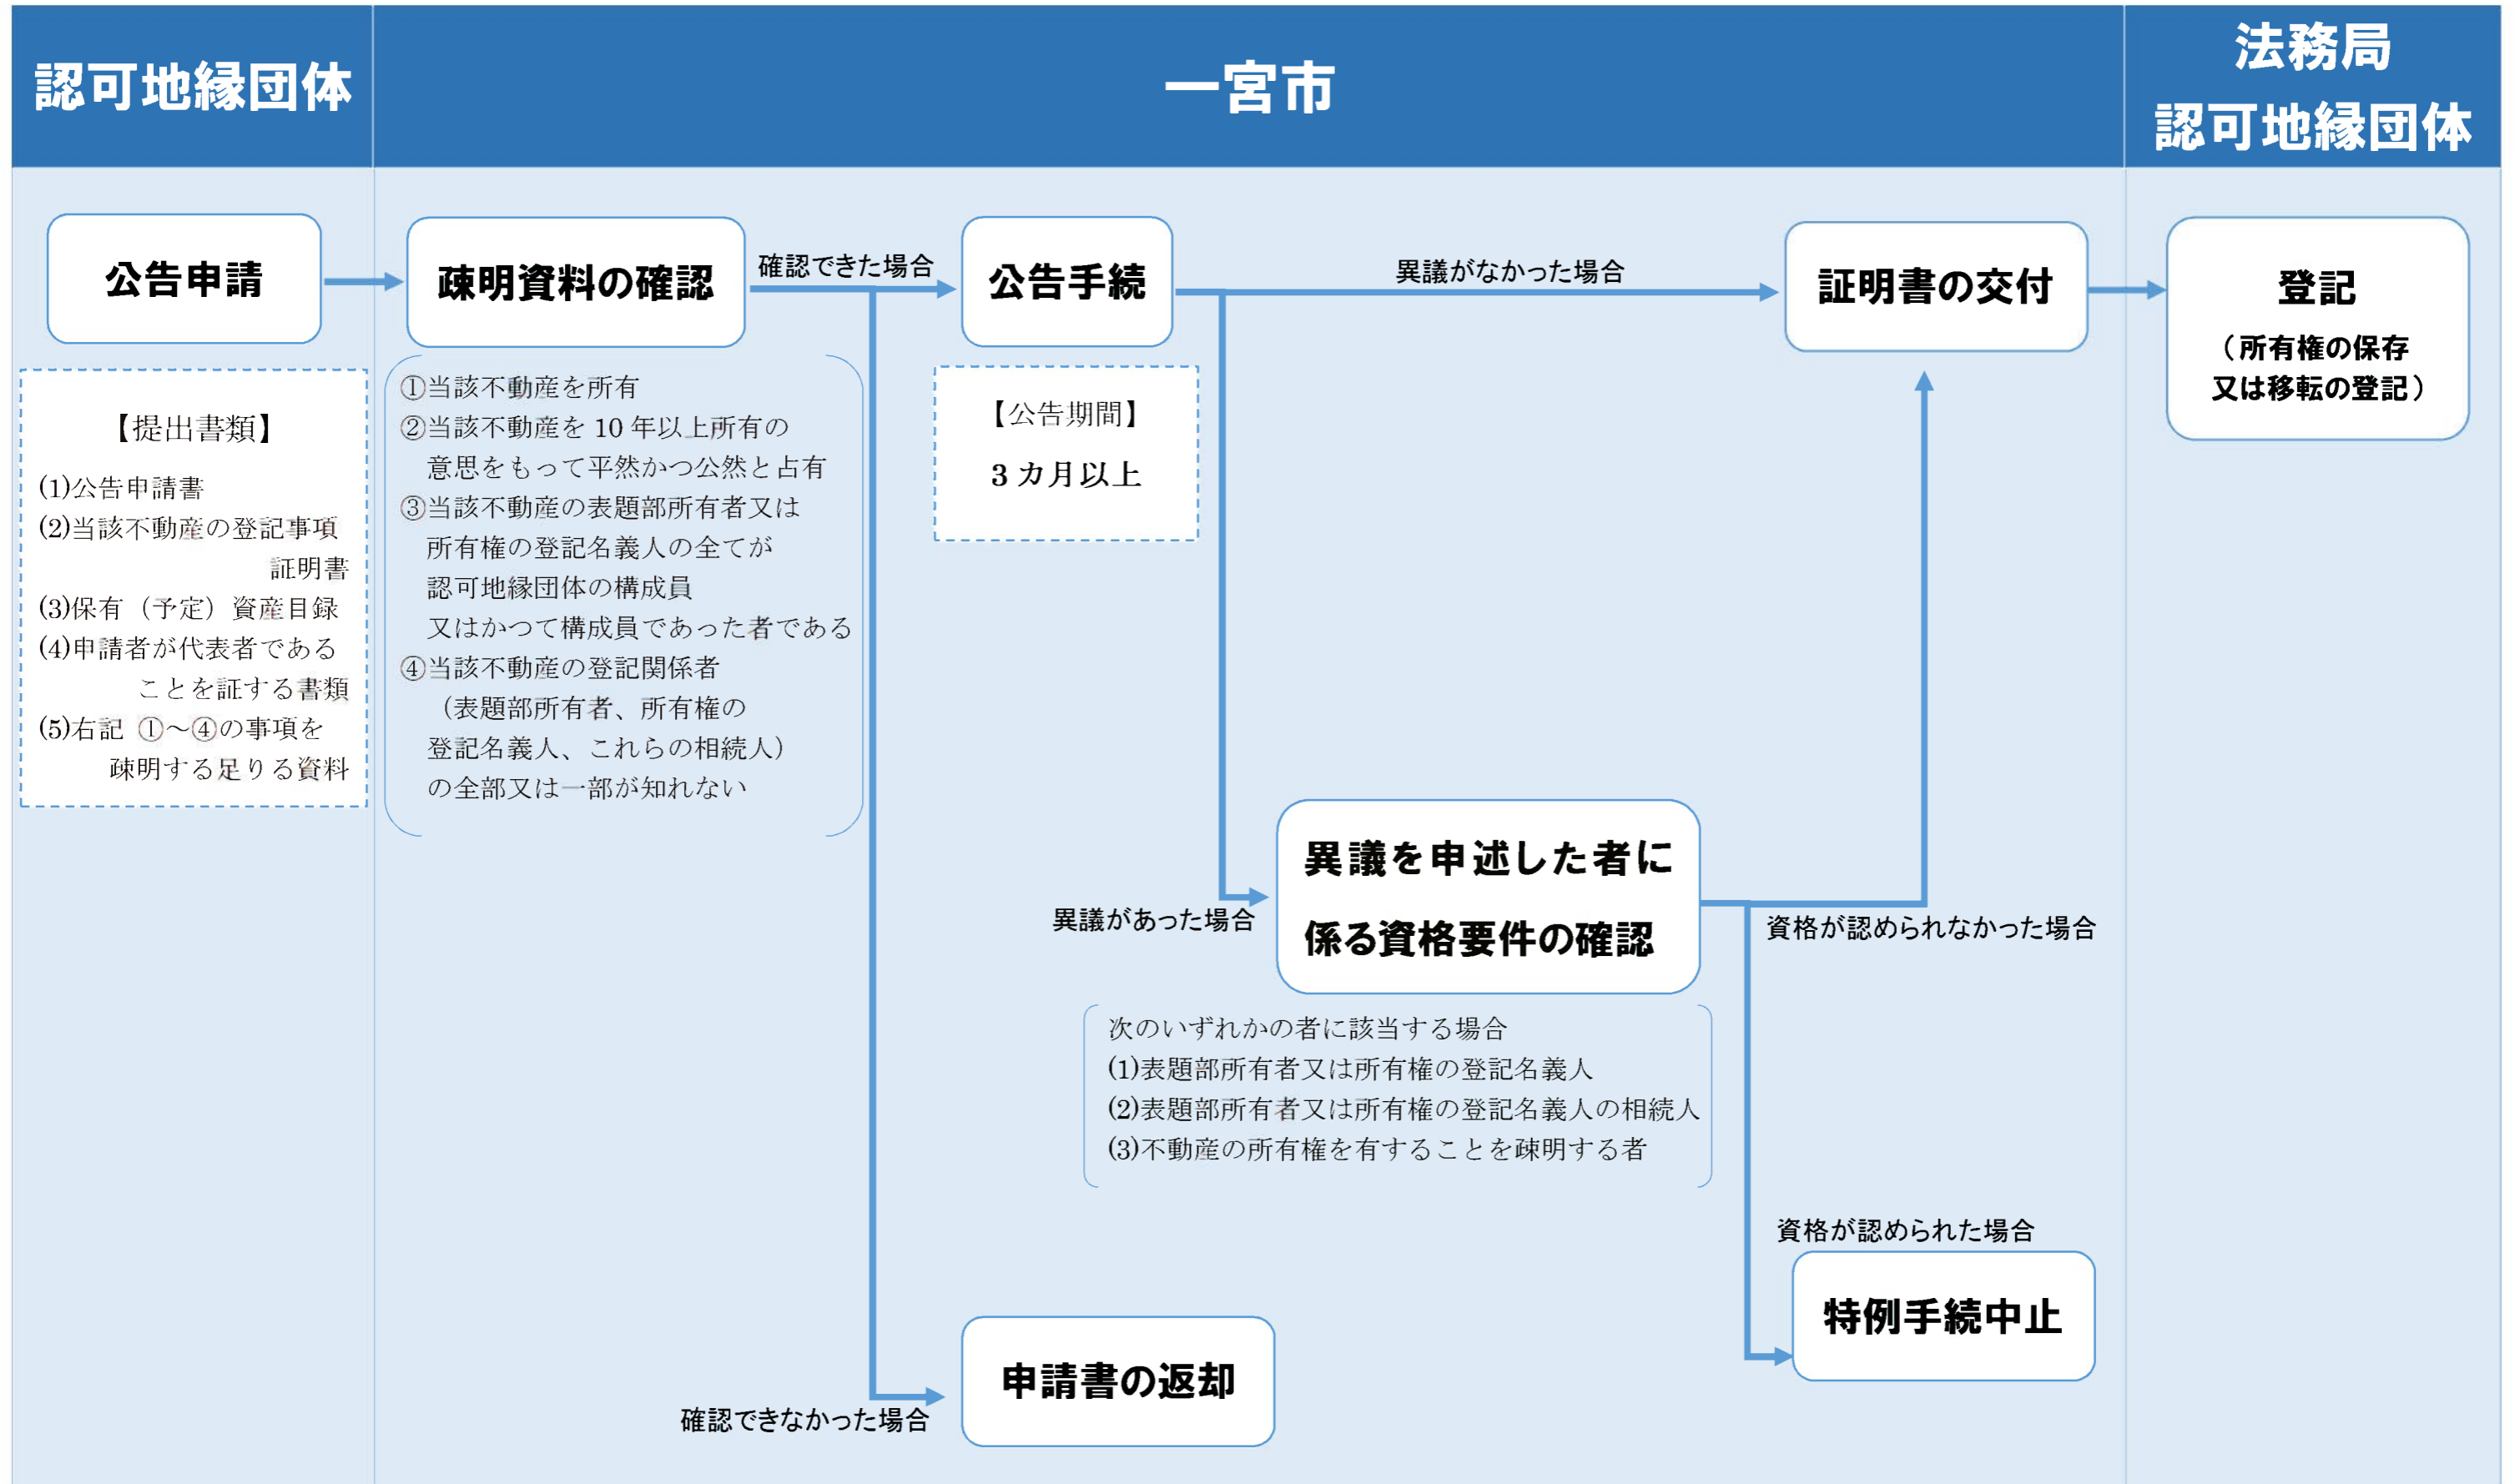 認可地縁団体
一宮市
法務局
認可地縁団体
公告申請
【提出書類】
(1)公告申請書
(2)当該不動産の登記事項
証明書
(3)保有（予定）資産目録
(4)申請者が代表者である
ことを証する書類
(5)右記 ①～④の事項を
疎明する足りる資料
疎明資料の確認
①当該不動産を所有
②当該不動産を 10 年以上所有の
意思をもって平然かつ公然と占有
③当該不動産の表題部所有者又は
所有権の登記名義人の全てが
認可地縁団体の構成員
又はかつて構成員であった者である
④当該不動産の登記関係者
（表題部所有者、所有権の
登記名義人、これらの相続人）
の全部又は一部が知れない
確認できた場合
確認できなかった場合
申請書の返却
公告手続
【公告期間】
3 カ月以上
異議がなかった場合
異議があった場合
異議を申述した者に
係る資格要件の確認
次のいずれかの者に該当する場合
(1)表題部所有者又は所有権の登記名義人
(2)表題部所有者又は所有権の登記名義人の相続人
(3)不動産の所有権を有することを疎明する者
資格が認められなかった場合
資格が認められた場合
特例手続中止
証明書の交付
登記
（所有権の保存
又は移転の登記）